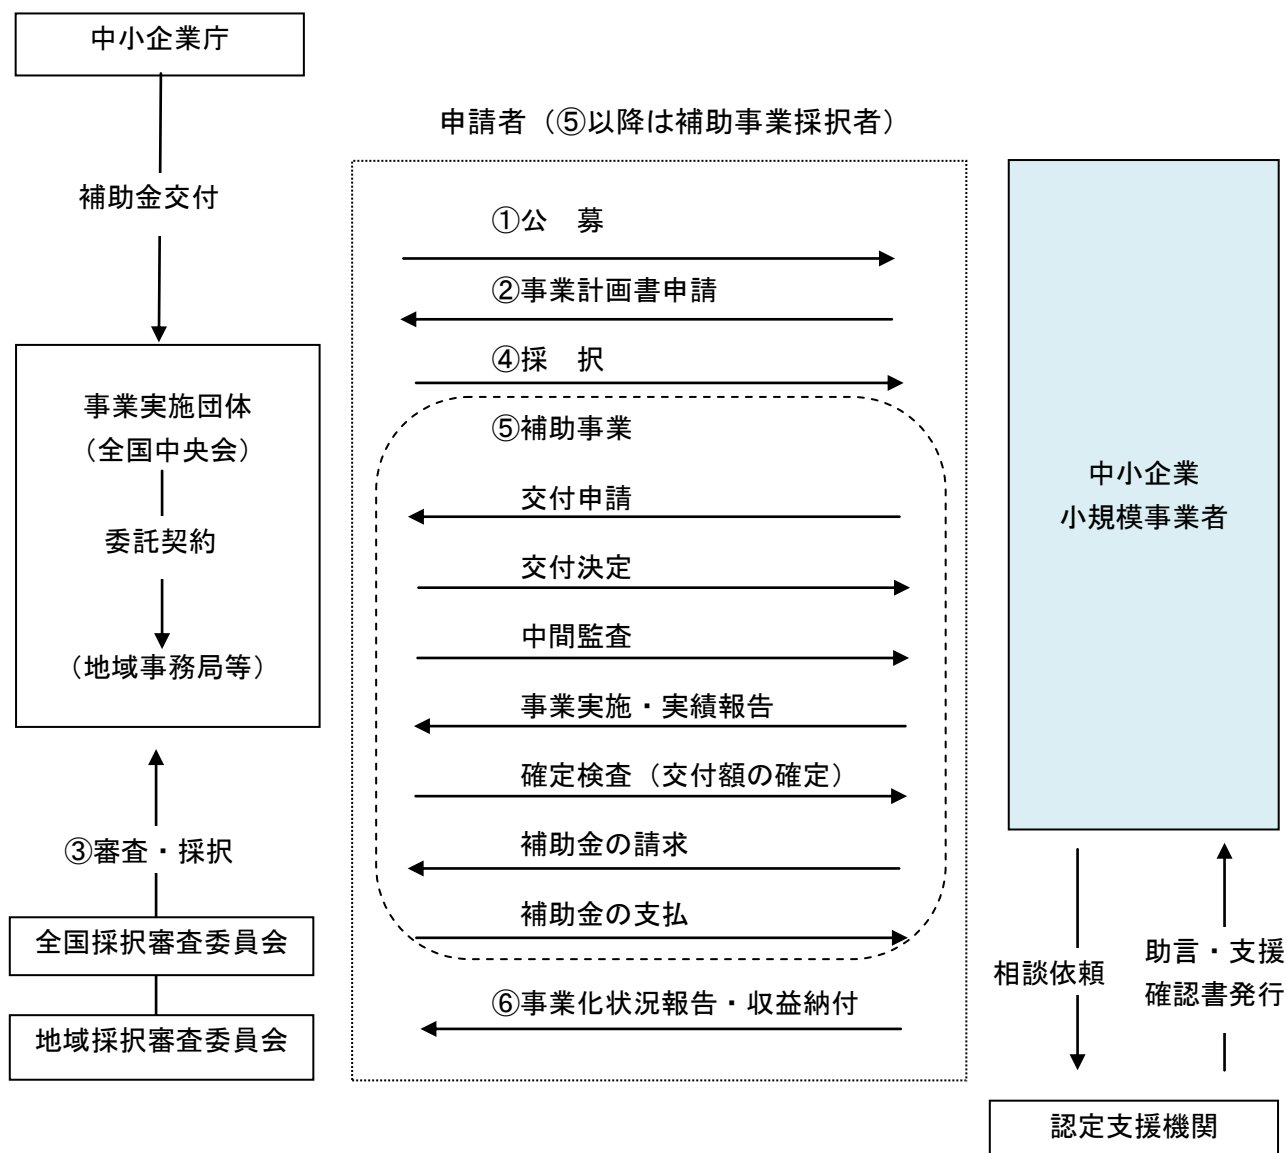 中小企業庁
補助金交付
事業実施団体
（全国中央会）
委託契約
（地域事務局等）
③審査・採択
全国採択審査委員会
地域採択審査委員会
申請者（⑤以降は補助事業採択者）
①公　募
②事業計画書申請
④採　択
⑤補助事業
交付申請
交付決定
中間監査
事業実施・実績報告
確定検査（交付額の確定）
補助金の請求
補助金の支払
⑥事業化状況報告・収益納付
中小企業
小規模事業者
相談依頼
助言・支援
確認書発行
認定支援機関